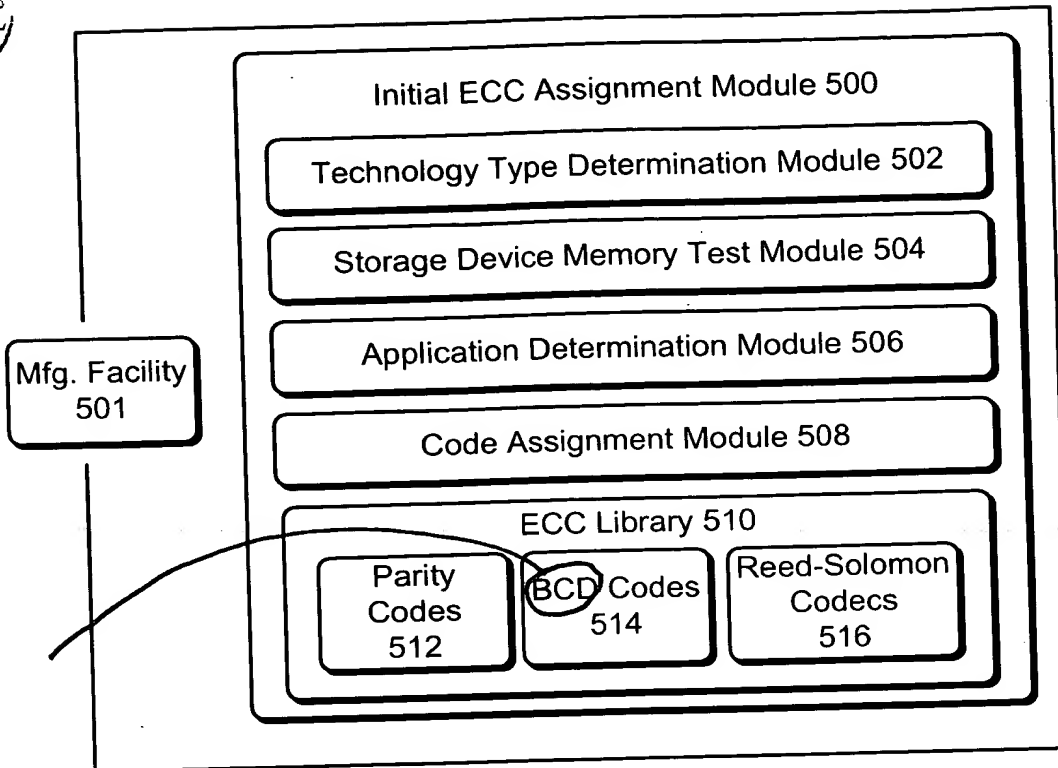 Initial ECC Assignment Module 500
Technology Type Determination Module 502
Storage Device Memory Test Module 504
Application Determination Module 506
Mfg. Facility
501
Code Assignment Module 508
ECC Library 510
Parity
Codes
512
BCD Codes
514
Reed-Solomon
Codecs
516